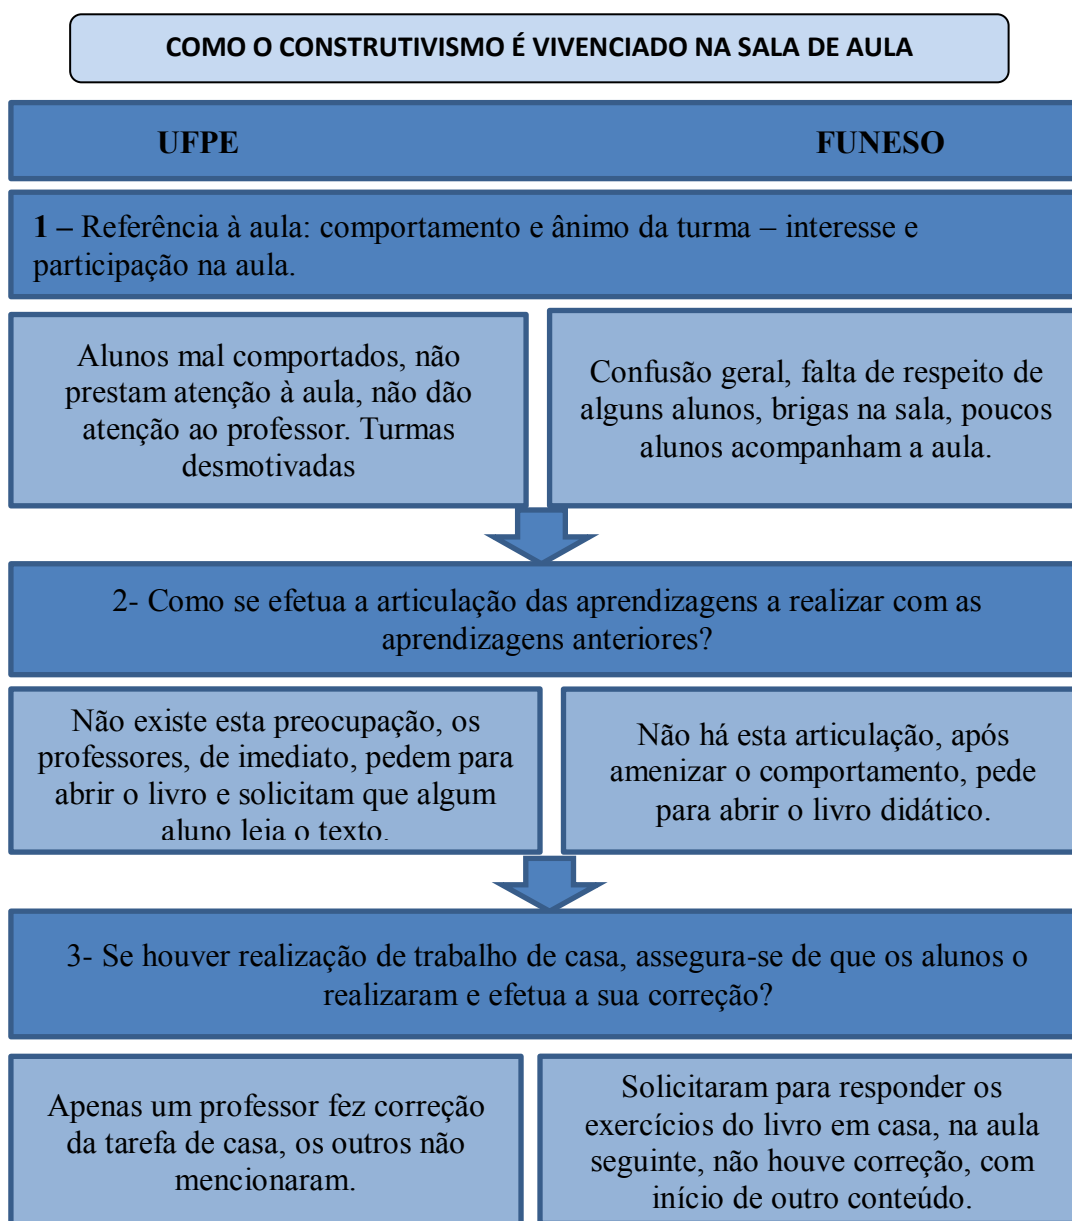 COMO O CONSTRUTIVISMO É VIVENCIADO NA SALA DE AULA
UFPE FUNESO
1 – Referência à aula: comportamento e ânimo da turma – interesse e
participação na aula.
Alunos mal comportados, não
prestam atenção à aula, não dão
atenção ao professor. Turmas
desmotivadas
Confusão geral, falta de respeito de
alguns alunos, brigas na sala, poucos
alunos acompanham a aula.
2- Como se efetua a articulação das aprendizagens a realizar com as
aprendizagens anteriores?
Não existe esta preocupação, os
professores, de imediato, pedem para
abrir o livro e solicitam que algum
aluno leia o texto.
Não há esta articulação, após
amenizar o comportamento, pede
para abrir o livro didático.
3- Se houver realização de trabalho de casa, assegura-se de que os alunos o
realizaram e efetua a sua correção?
Apenas um professor fez correção
da tarefa de casa, os outros não
mencionaram.
Solicitaram para responder os
exercícios do livro em casa, na aula
seguinte, não houve correção, com
início de outro conteúdo.